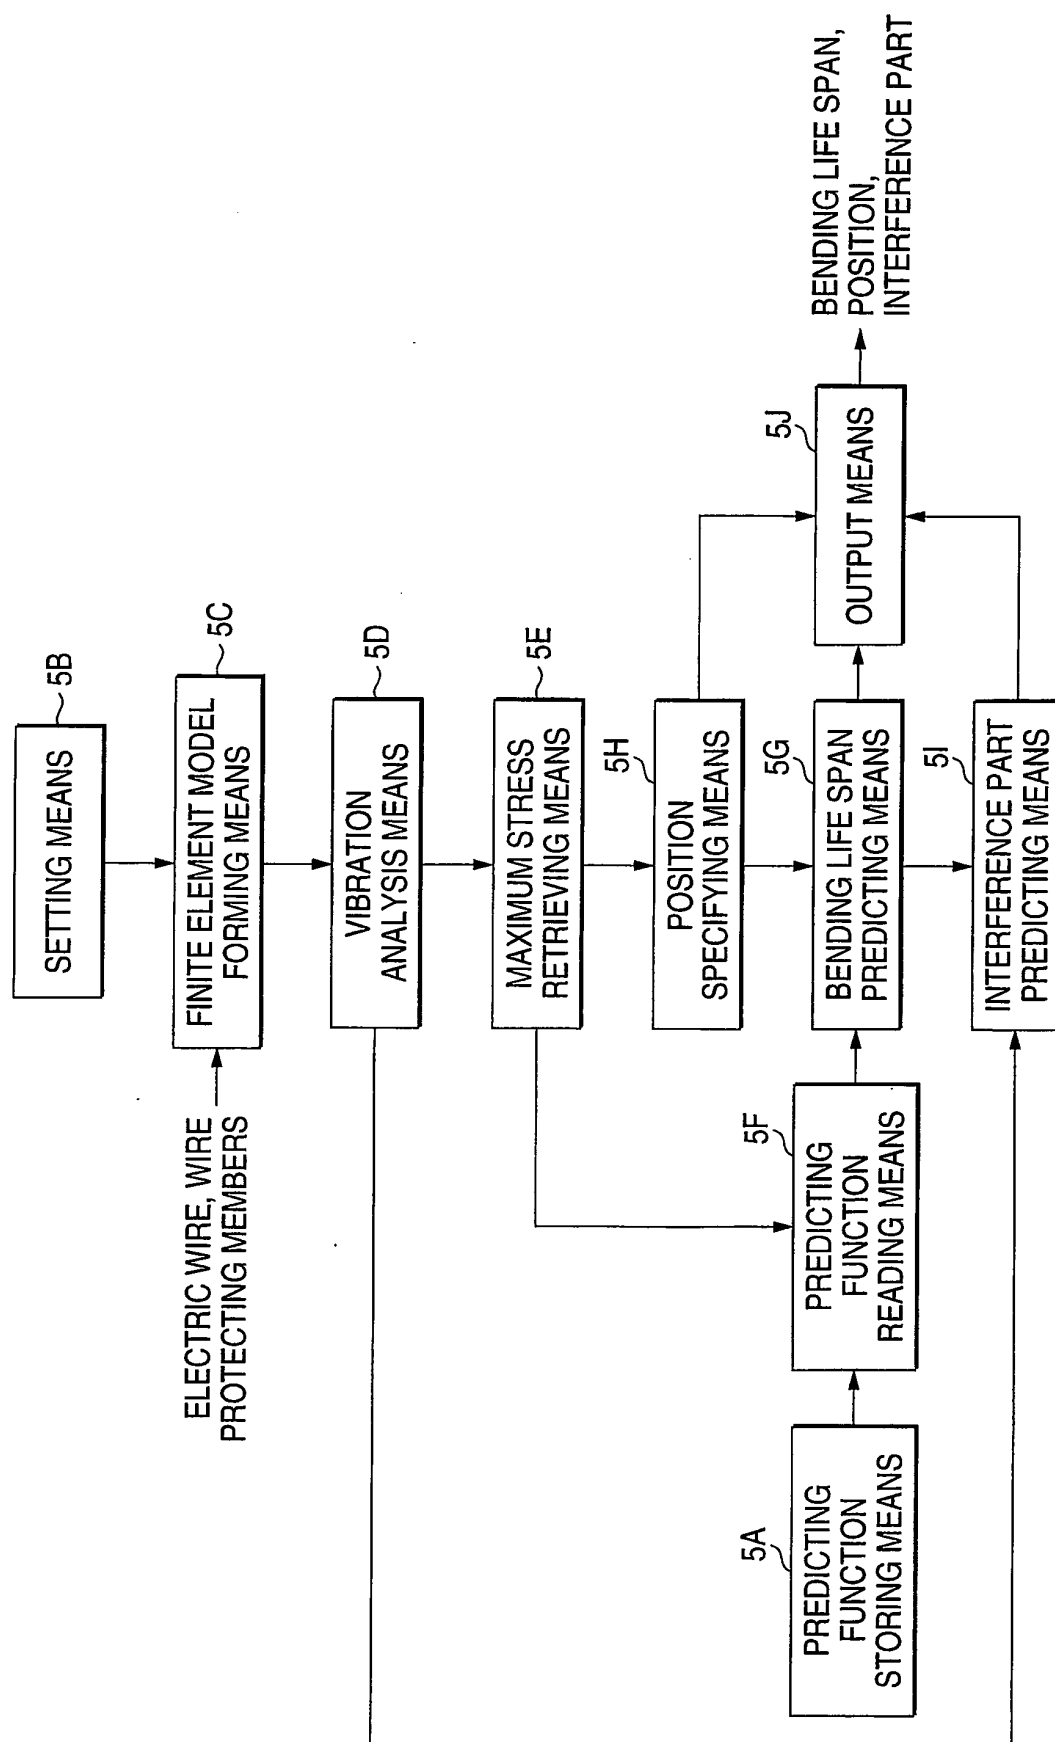 5B
SETTING MEANS
5C
FINITE ELEMENT MODEL
FORMING MEANS
ELECTRIC WIRE, WIRE
PROTECTING MEMBERS
5D
VIBRATION
ANALYSIS MEANS
5E
MAXIMUM STRESS
RETRIEVING MEANS
5H
POSITION
SPECIFYING MEANS
5A
PREDICTING
FUNCTION
STORING MEANS
5F
PREDICTING
FUNCTION
READING MEANS
5G
BENDING LIFE SPAN
PREDICTING MEANS
5J
OUTPUT MEANS
BENDING LIFE SPAN,
POSITION,
INTERFERENCE PART
5I
INTERFERENCE PART
PREDICTING MEANS